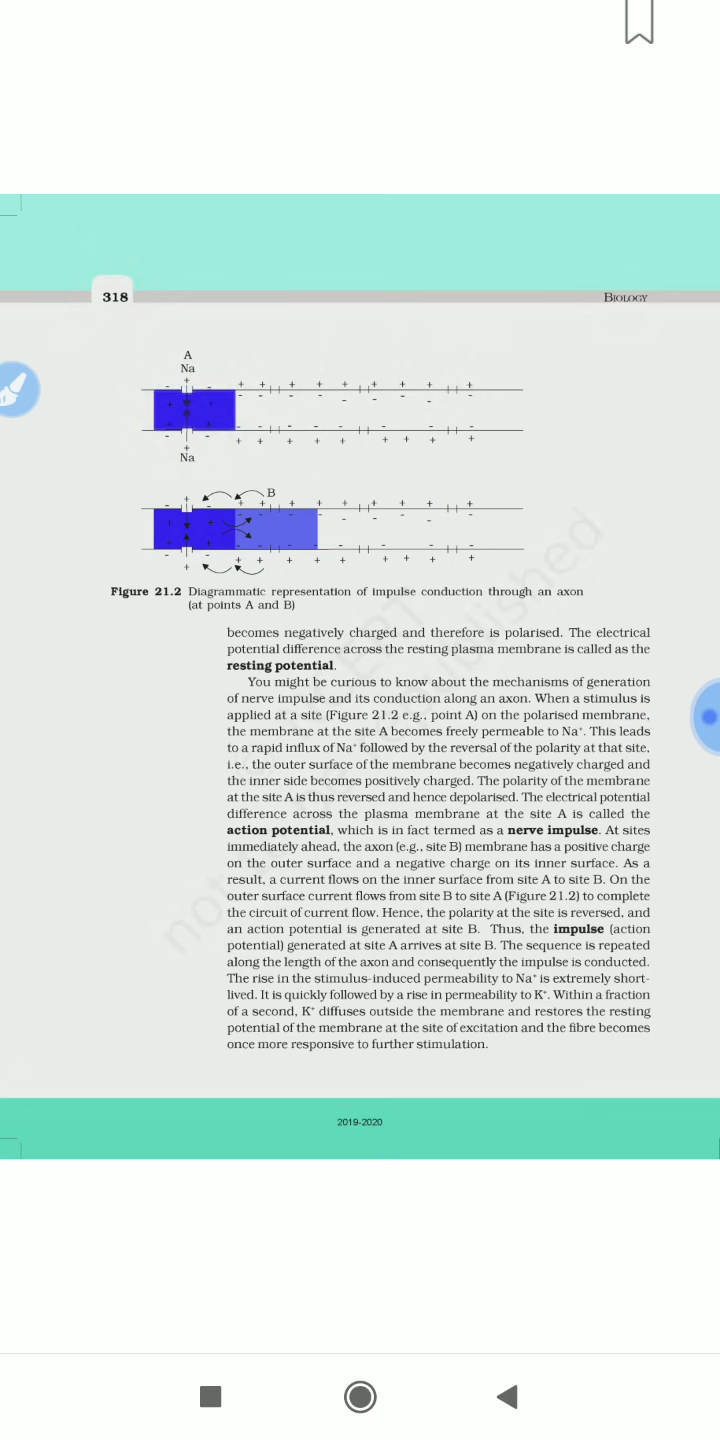 318
BIOLOGY
A
Na
+
- - + + + + + + + + +
- - - - - - - - -
+ +
+ + - - - - - - - - -
- - + + + + + + + + +
+
Na
B
+ - + + + + + + + + +
- - - - - - - - -
+ +
+ + - - - - - - - - -
+ + + + + + + + + +
Figure 21.2 Diagrammatic representation of impulse conduction through an axon
(at points A and B)
becomes negatively charged and therefore is polarised. The electrical
potential difference across the resting plasma membrane is called as the
resting potential.
You might be curious to know about the mechanisms of generation
of nerve impulse and its conduction along an axon. When a stimulus is
applied at a site (Figure 21.2 e.g., point A) on the polarised membrane,
the membrane at the site A becomes freely permeable to Na⁺. This leads
to a rapid influx of Na⁺ followed by the reversal of the polarity at that site,
i.e., the outer surface of the membrane becomes negatively charged and
the inner side becomes positively charged. The polarity of the membrane
at the site A is thus reversed and hence depolarised. The electrical potential
difference across the plasma membrane at the site A is called the
action potential, which is in fact termed as a nerve impulse. At sites
immediately ahead, the axon (e.g., site B) membrane has a positive charge
on the outer surface and a negative charge on its inner surface. As a
result, a current flows on the inner surface from site A to site B. On the
outer surface current flows from site B to site A (Figure 21.2) to complete
the circuit of current flow. Hence, the polarity at the site is reversed, and
an action potential is generated at site B. Thus, the impulse (action
potential) generated at site A arrives at site B. The sequence is repeated
along the length of the axon and consequently the impulse is conducted.
The rise in the stimulus-induced permeability to Na⁺ is extremely short-
lived. It is quickly followed by a rise in permeability to K⁺. Within a fraction
of a second, K⁺ diffuses outside the membrane and restores the resting
potential of the membrane at the site of excitation and the fibre becomes
once more responsive to further stimulation.
2019-2020